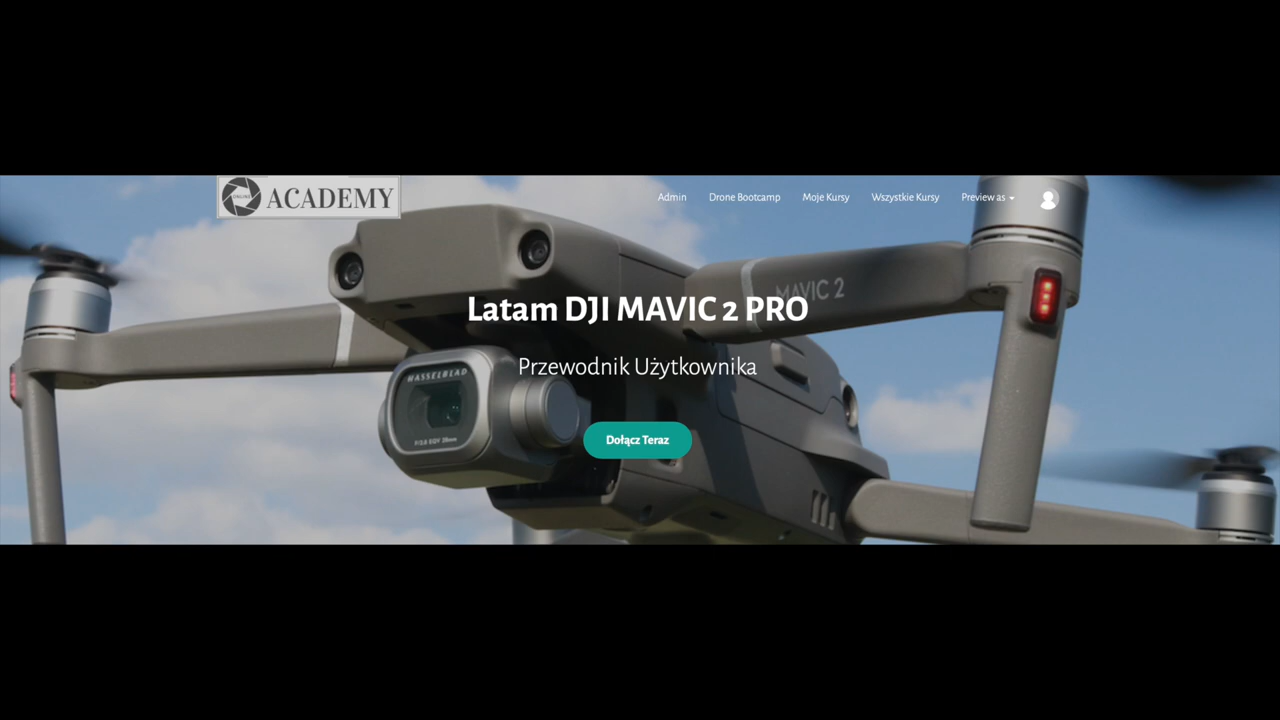 ACADEMY
Admin
Drone Bootcamp
Moje Kursy
Wszystkie Kursy
Preview as
MAVIC 2
Latam DJI MAVIC 2 PRO
Przewodnik Użytkownika
HASSELBLAD
Dołącz Teraz